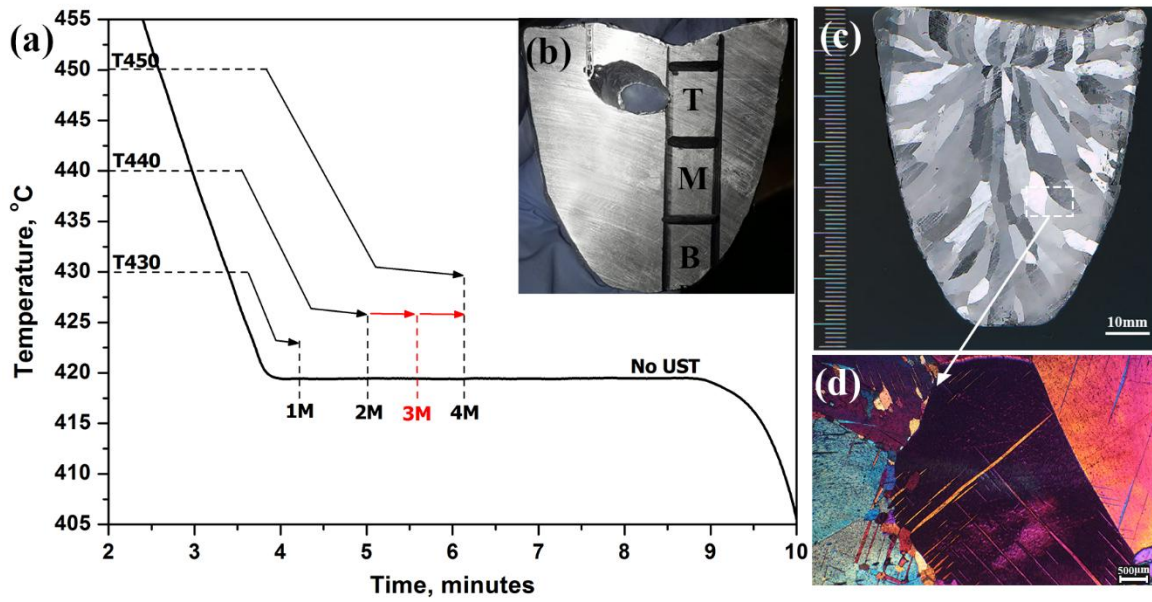 (a)
455
450
445
440
435
430
425
420
415
410
405
Temperature, °C
T450
T440
T430
No UST
1M
2M
3M
4M
2
3
4
5
6
7
8
9
10
Time, minutes
(b)
T
M
B
(c)
10mm
(d)
500μm